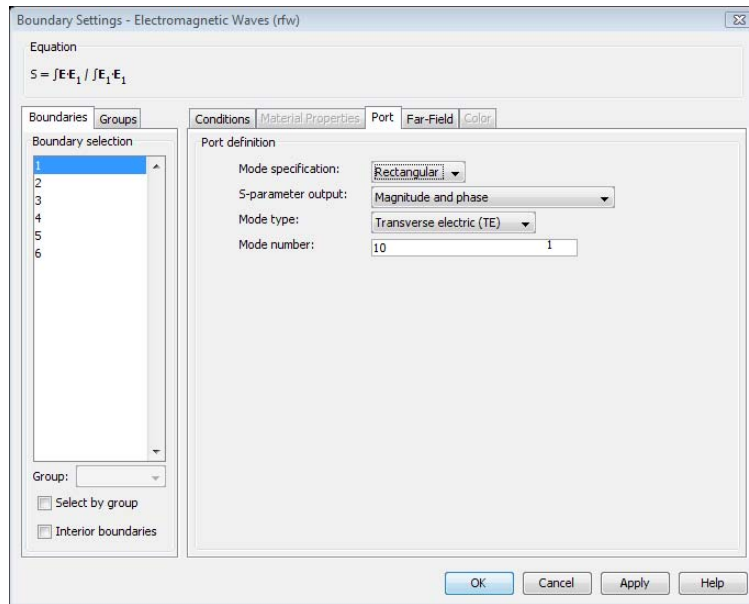 Boundary Settings - Electromagnetic Waves (rfw)
Equation
S = ∫E·E₁ / ∫E₁·E₁
Boundaries Groups
Conditions Material Properties Port Far-Field Color
Boundary selection
1
2
3
4
5
6
Group:
Select by group
Interior boundaries
Port definition
Mode specification: Rectangular
S-parameter output: Magnitude and phase
Mode type: Transverse electric (TE)
Mode number: 10 1
OK Cancel Apply Help